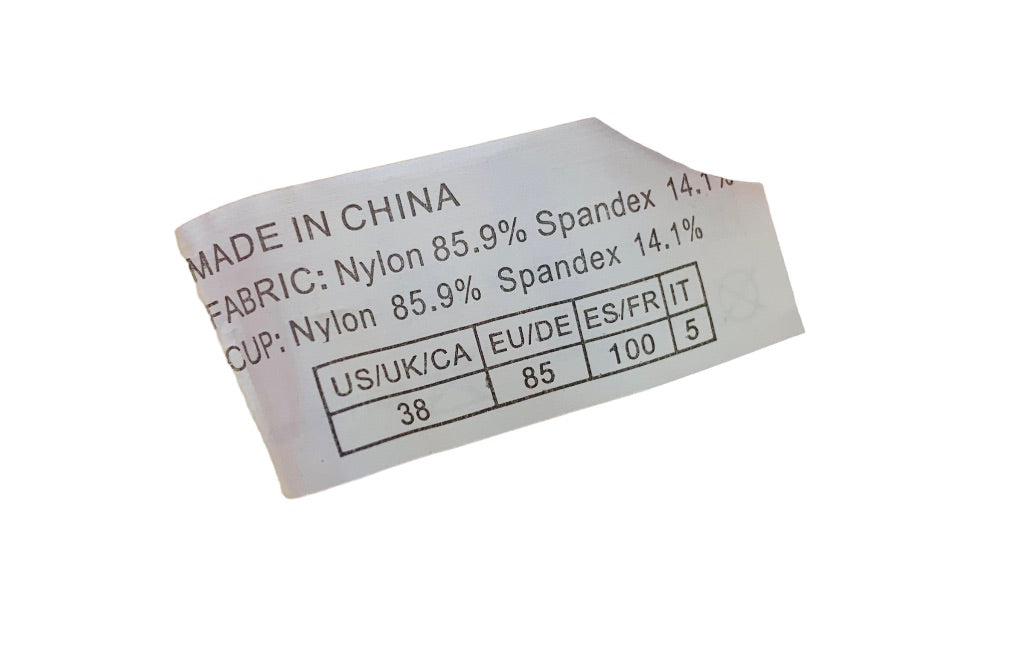 MADE IN CHINA
FABRIC: Nylon 85.9% Spandex 14.1%
CUP: Nylon 85.9% Spandex 14.1%
US/UK/CA EU/DE ES/FR IT
38 85 100 5